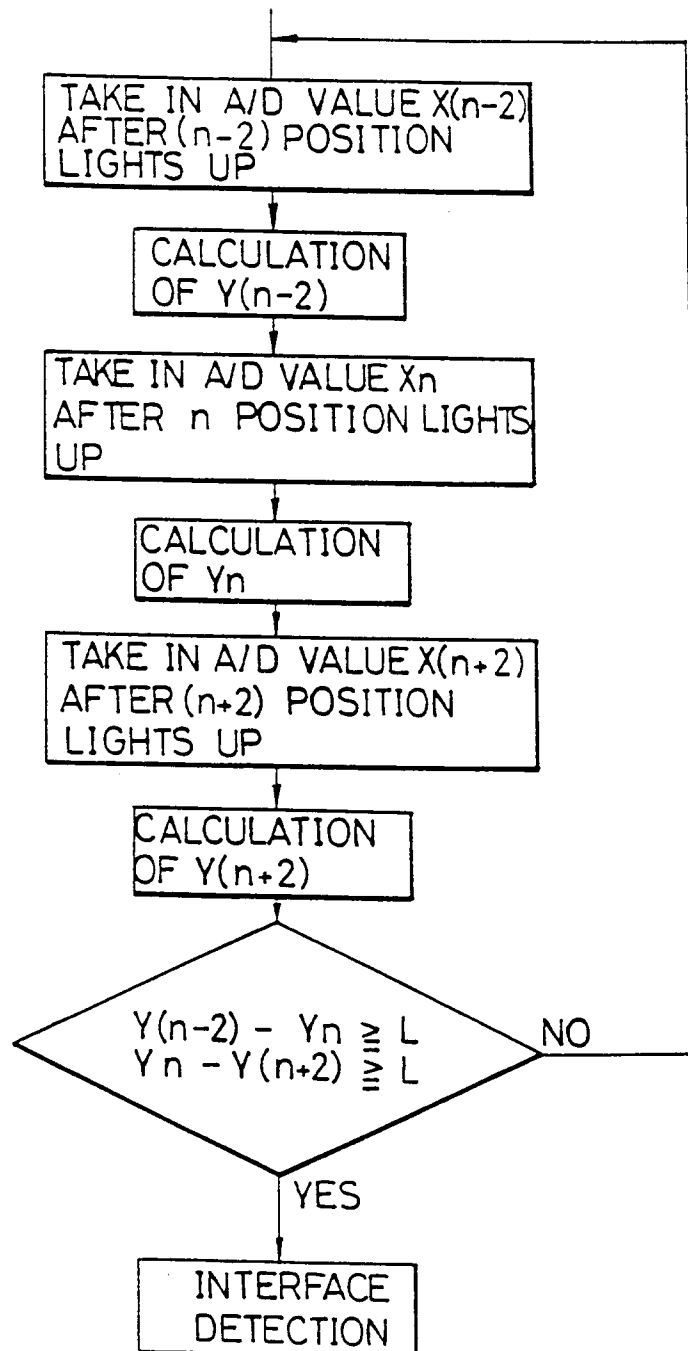 TAKE IN A/D VALUE X(n-2)
AFTER (n-2) POSITION
LIGHTS UP
CALCULATION
OF Y(n-2)
TAKE IN A/D VALUE Xn
AFTER n POSITION LIGHTS
UP
CALCULATION
OF Yn
TAKE IN A/D VALUE X(n+2)
AFTER (n+2) POSITION
LIGHTS UP
CALCULATION
OF Y(n+2)
Y(n-2) - Yn ≧ L
Yn - Y(n+2) ≧ L
NO
YES
INTERFACE
DETECTION